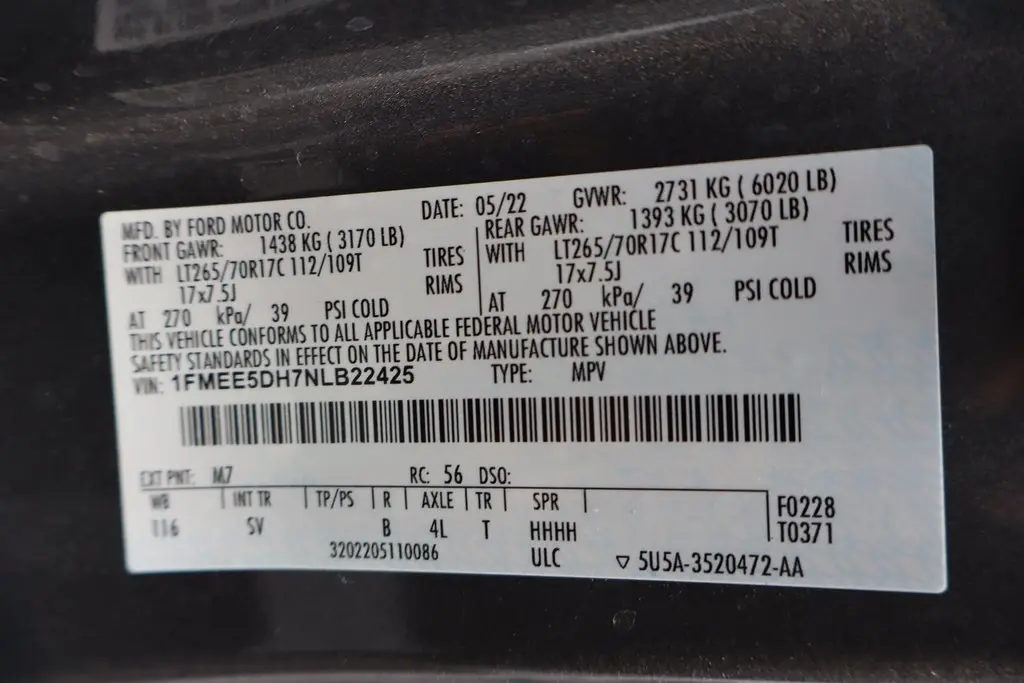 MFD. BY FORD MOTOR CO. DATE: 05/22 GVWR: 2731 KG ( 6020 LB)
FRONT GAWR: 1438 KG ( 3170 LB) REAR GAWR: 1393 KG ( 3070 LB)
WITH LT265/70R17C 112/109T TIRES WITH LT265/70R17C 112/109T TIRES
17x7.5J RIMS 17x7.5J RIMS
AT 270 kPa/ 39 PSI COLD AT 270 kPa/ 39 PSI COLD
THIS VEHICLE CONFORMS TO ALL APPLICABLE FEDERAL MOTOR VEHICLE
SAFETY STANDARDS IN EFFECT ON THE DATE OF MANUFACTURE SHOWN ABOVE.
VIN: 1FMEE5DH7NLB22425 TYPE: MPV
EXT PNT: M7 RC: 56 DSO:
WB INT TR TP/PS R AXLE TR SPR F0228
116 SV B 4L T HHHH T0371
3202205110086 ULC ▽ 5U5A-3520472-AA